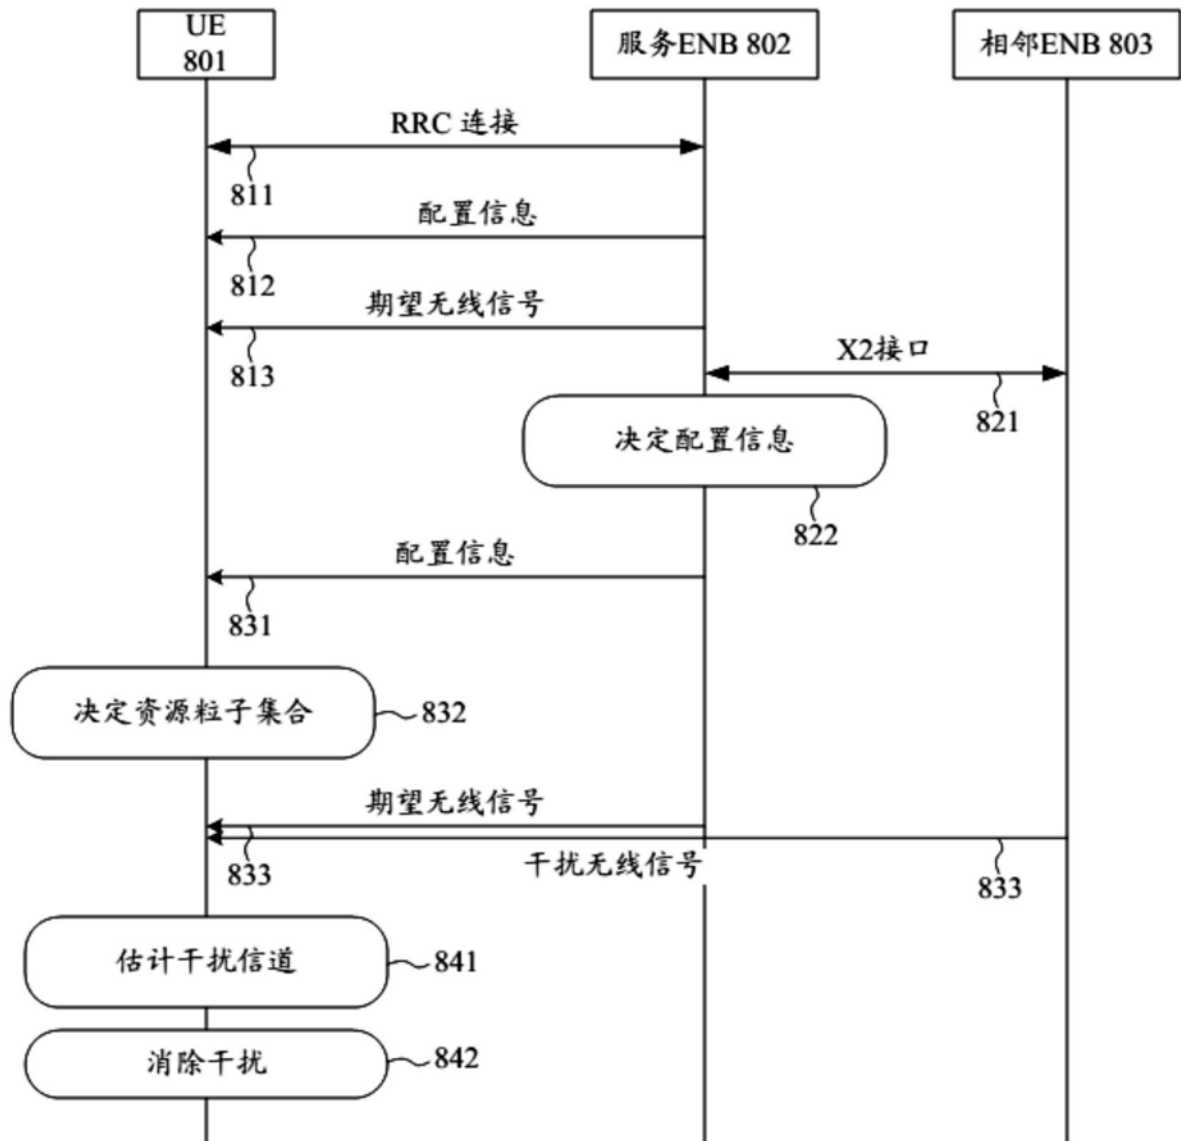 UE
801
服务ENB 802
相邻ENB 803
RRC 连接
811
配置信息
812
期望无线信号
813
X2接口
821
决定配置信息
822
配置信息
831
决定资源粒子集合
832
期望无线信号
833
干扰无线信号
833
估计干扰信道
841
消除干扰
842